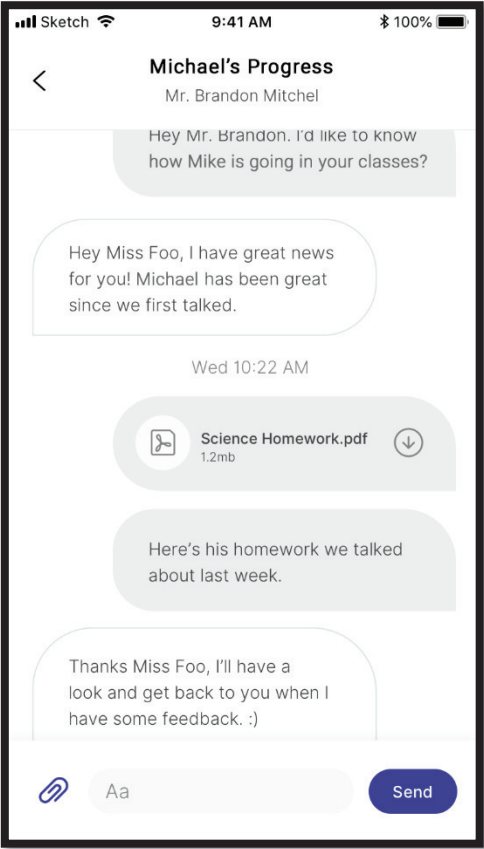 Sketch 9:41 AM 100%
Michael's Progress
Mr. Brandon Mitchel
Hey Mr. Brandon. I'd like to know
how Mike is going in your classes?
Hey Miss Foo, I have great news
for you! Michael has been great
since we first talked.
Wed 10:22 AM
Science Homework.pdf
1.2mb
Here's his homework we talked
about last week.
Thanks Miss Foo, I'll have a
look and get back to you when I
have some feedback. :)
Aa Send